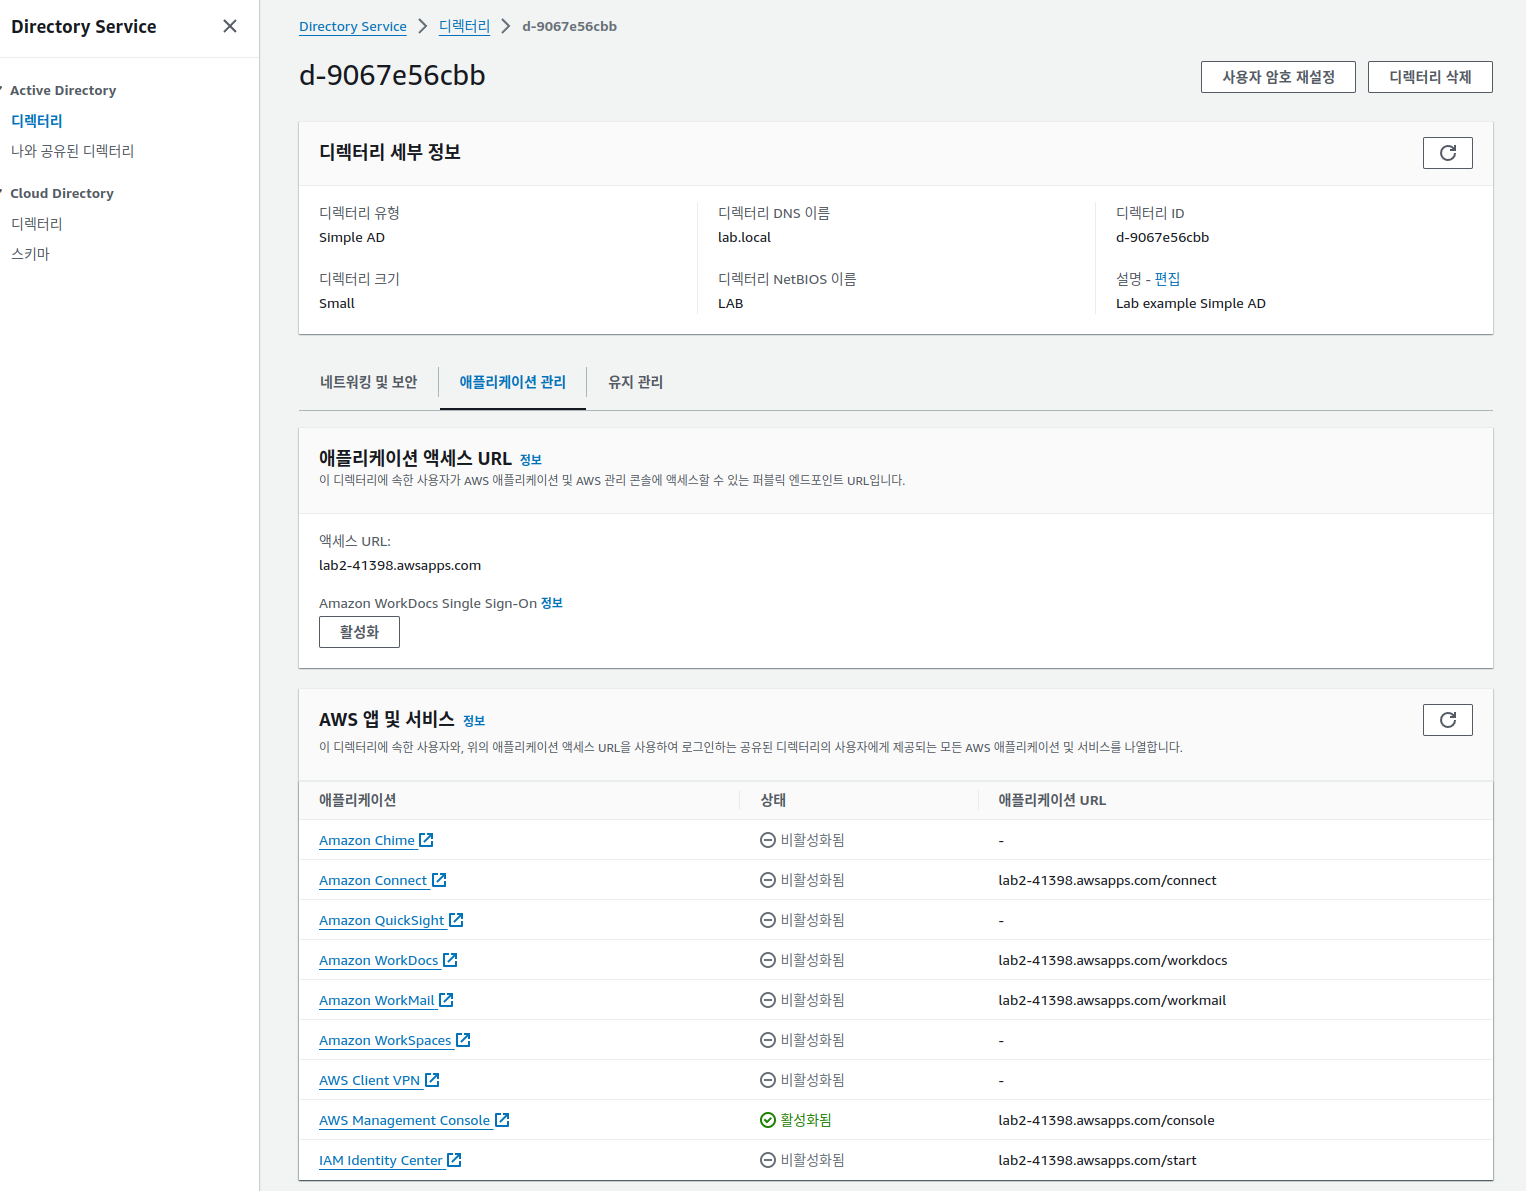 Directory Service
Active Directory
디렉터리
나와 공유된 디렉터리
Cloud Directory
디렉터리
스키마
Directory Service > 디렉터리 > d-9067e56cbb
d-9067e56cbb
사용자 암호 재설정
디렉터리 삭제
디렉터리 세부 정보
디렉터리 유형
Simple AD
디렉터리 크기
Small
디렉터리 DNS 이름
lab.local
디렉터리 NetBIOS 이름
LAB
디렉터리 ID
d-9067e56cbb
설명 - 편집
Lab example Simple AD
네트워킹 및 보안
애플리케이션 관리
유지 관리
애플리케이션 액세스 URL 정보
이 디렉터리에 속한 사용자가 AWS 애플리케이션 및 AWS 관리 콘솔에 액세스할 수 있는 퍼블릭 엔드포인트 URL입니다.
액세스 URL:
lab2-41398.awsapps.com
Amazon WorkDocs Single Sign-On 정보
활성화
AWS 앱 및 서비스 정보
이 디렉터리에 속한 사용자와, 위의 애플리케이션 액세스 URL을 사용하여 로그인하는 공유된 디렉터리의 사용자에게 제공되는 모든 AWS 애플리케이션 및 서비스를 나열합니다.
애플리케이션 상태 애플리케이션 URL
Amazon Chime 비활성화됨 -
Amazon Connect 비활성화됨 lab2-41398.awsapps.com/connect
Amazon QuickSight 비활성화됨 -
Amazon WorkDocs 비활성화됨 lab2-41398.awsapps.com/workdocs
Amazon WorkMail 비활성화됨 lab2-41398.awsapps.com/workmail
Amazon WorkSpaces 비활성화됨 -
AWS Client VPN 비활성화됨 -
AWS Management Console 활성화됨 lab2-41398.awsapps.com/console
IAM Identity Center 비활성화됨 lab2-41398.awsapps.com/start